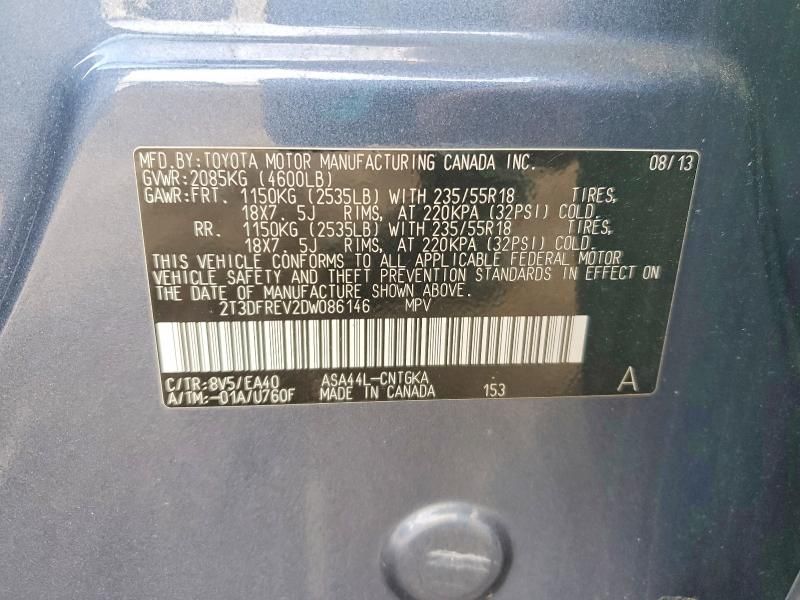 MFD.BY:TOYOTA MOTOR MANUFACTURING CANADA INC. 08/13
GVWR:2085KG (4600LB)
GAWR:FRT. 1150KG (2535LB) WITH 235/55R18 TIRES,
18X7. 5J RIMS, AT 220KPA (32PSI) COLD.
RR. 1150KG (2535LB) WITH 235/55R18 TIRES,
18X7. 5J RIMS, AT 220KPA (32PSI) COLD.
THIS VEHICLE CONFORMS TO ALL APPLICABLE FEDERAL MOTOR
VEHICLE SAFETY AND THEFT PREVENTION STANDARDS IN EFFECT ON
THE DATE OF MANUFACTURE SHOWN ABOVE.
2T3DFREV2DW086146 MPV
C/TR:8V5/EA40 ASA44L-CNTGKA
A/TM:-01A/U760F MADE IN CANADA 153 A